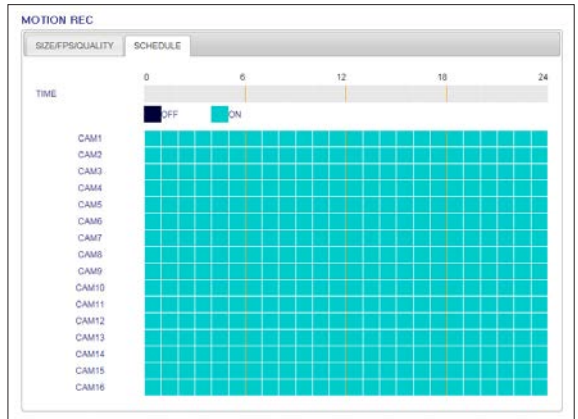 MOTION REC
SIZE/FPS/QUALITY SCHEDULE
0 6 12 18 24
TIME
OFF ON
CAM1
CAM2
CAM3
CAM4
CAM5
CAM6
CAM7
CAM8
CAM9
CAM10
CAM11
CAM12
CAM13
CAM14
CAM15
CAM16